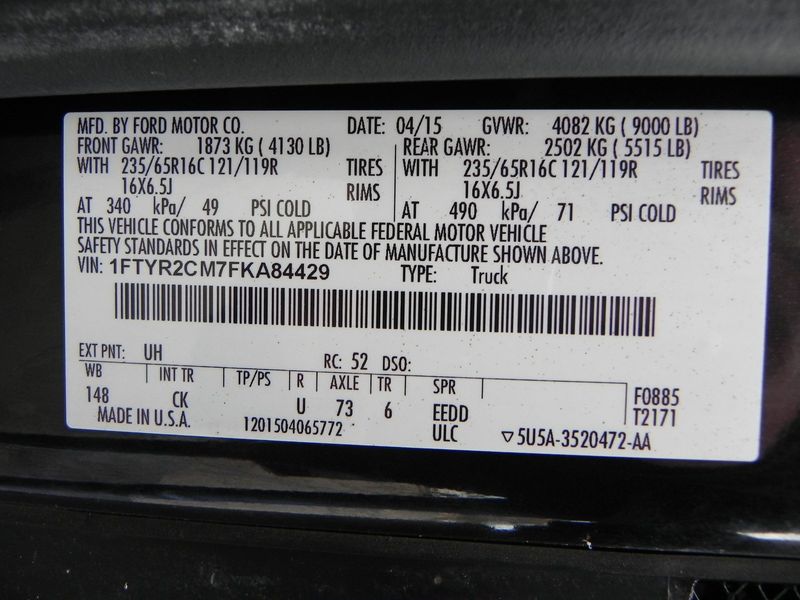 MFD. BY FORD MOTOR CO. DATE: 04/15 GVWR: 4082 KG ( 9000 LB)
FRONT GAWR: 1873 KG ( 4130 LB) REAR GAWR: 2502 KG ( 5515 LB)
WITH 235/65R16C 121/119R TIRES WITH 235/65R16C 121/119R TIRES
16X6.5J RIMS 16X6.5J RIMS
AT 340 kPa/ 49 PSI COLD AT 490 kPa/ 71 PSI COLD
THIS VEHICLE CONFORMS TO ALL APPLICABLE FEDERAL MOTOR VEHICLE
SAFETY STANDARDS IN EFFECT ON THE DATE OF MANUFACTURE SHOWN ABOVE.
VIN: 1FTYR2CM7FKA84429 TYPE: Truck
EXT PNT: UH RC: 52 DSO:
WB INT TR TP/PS R AXLE TR SPR
148 CK U 73 6 EEDD F0885
MADE IN U.S.A. 1201504065772 ULC T2171
▽5U5A-3520472-AA